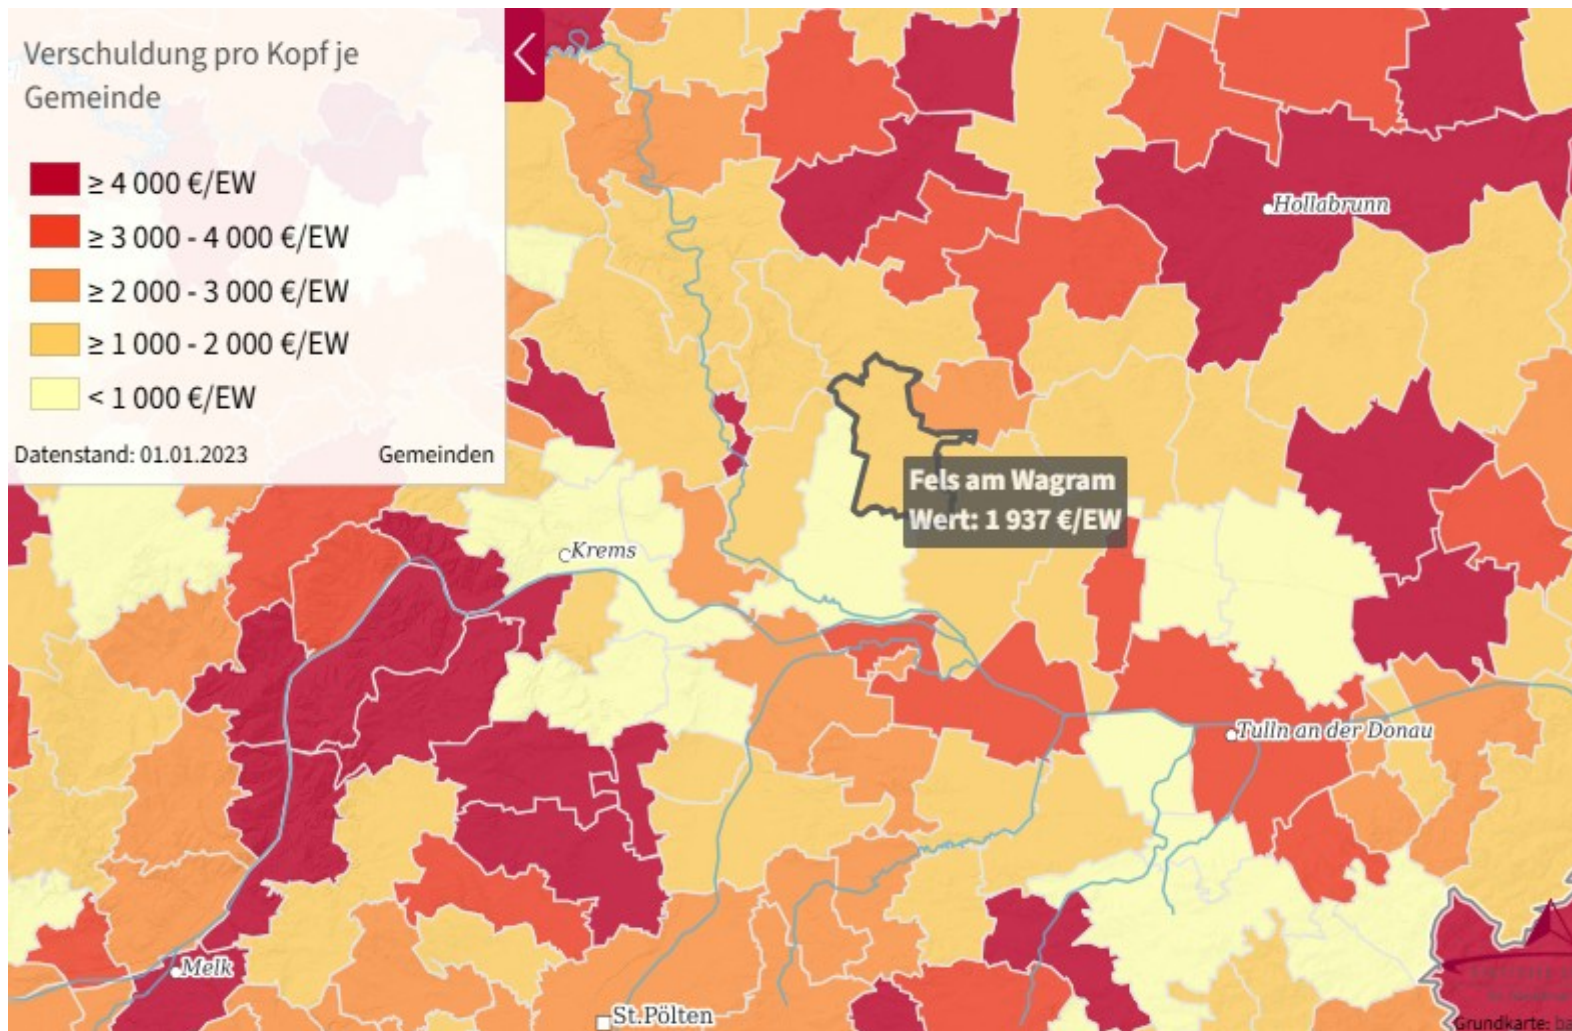 Verschuldung pro Kopf je
Gemeinde
≥ 4 000 €/EW
≥ 3 000 - 4 000 €/EW
≥ 2 000 - 3 000 €/EW
≥ 1 000 - 2 000 €/EW
< 1 000 €/EW
Datenstand: 01.01.2023 Gemeinden
Hollabrunn
Fels am Wagram
Wert: 1 937 €/EW
Krems
Tulln an der Donau
Melk
St.Pölten
Grundkarte: